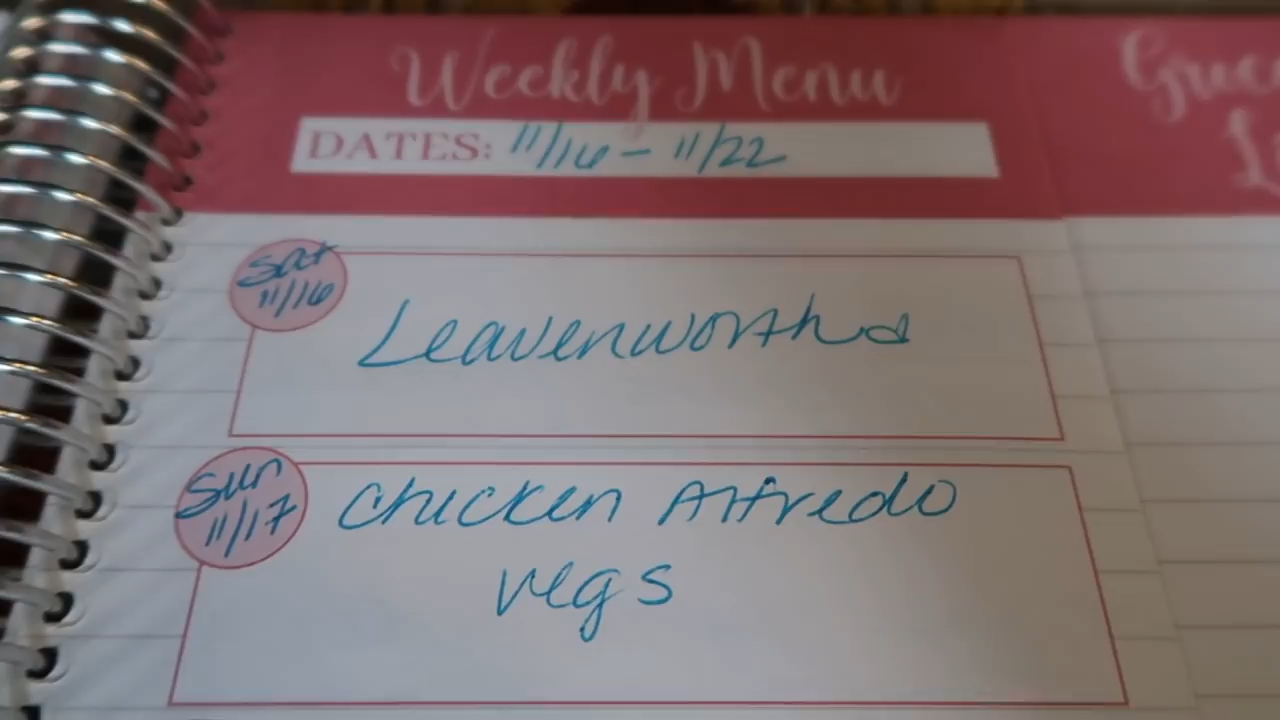 Weekly Menu
DATES: 11/16 - 11/22
Sat
11/16
Leavenworth
Sun
11/17
Chicken Alfredo
vegs